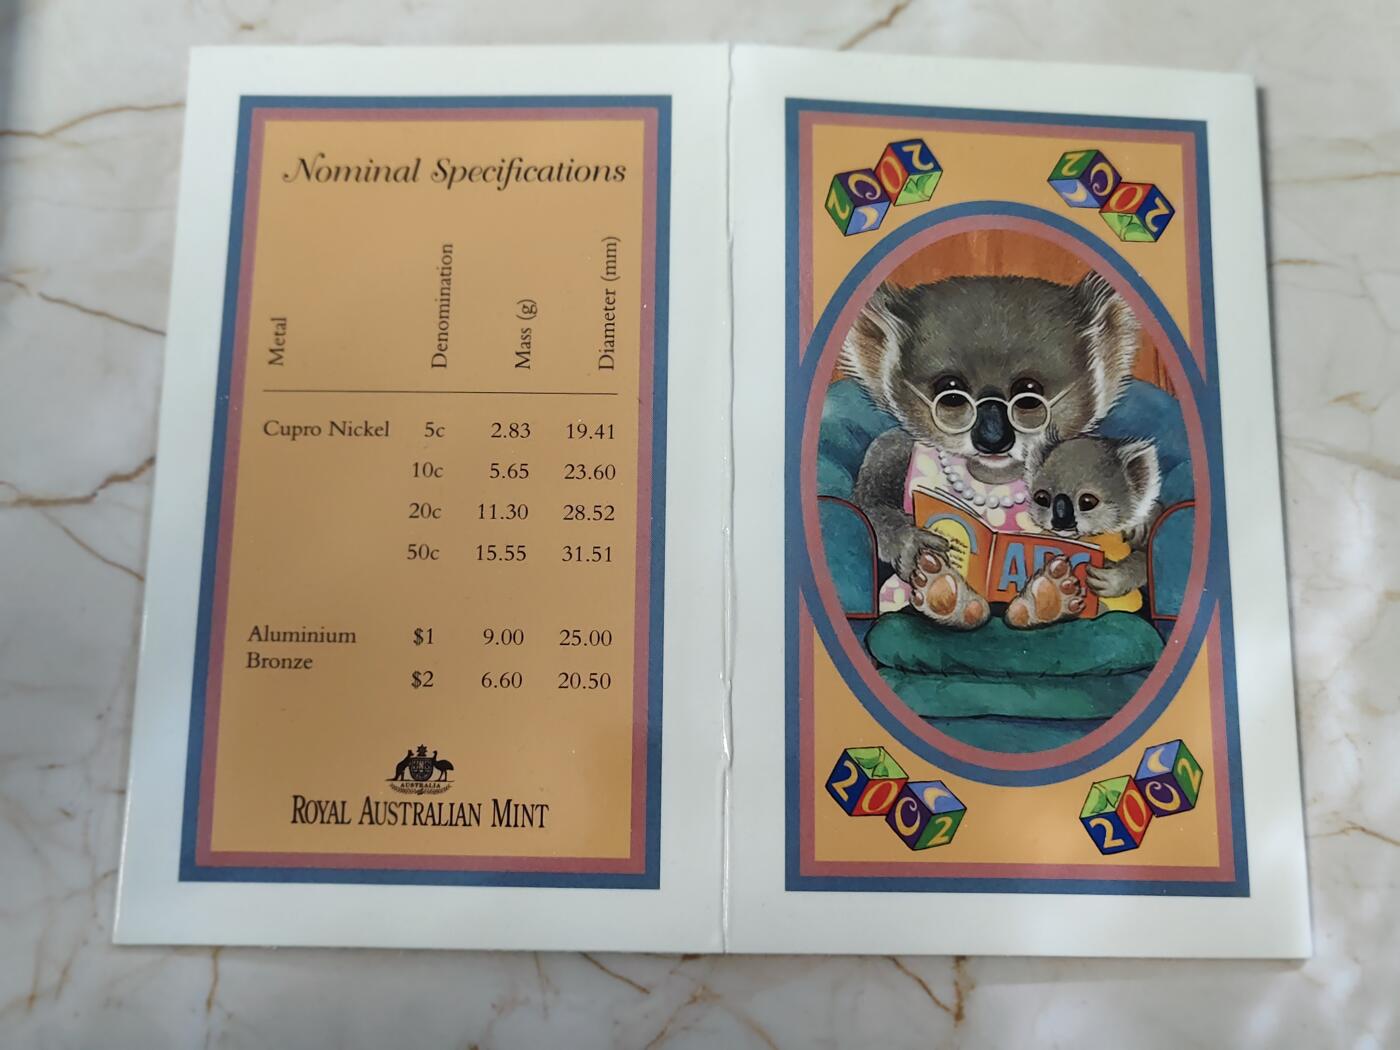 Nominal Specifications
Metal Denomination Mass (g) Diameter (mm)
Cupro Nickel 5c 2.83 19.41
10c 5.65 23.60
20c 11.30 28.52
50c 15.55 31.51
Aluminium $1 9.00 25.00
Bronze
$2 6.60 20.50
AUSTRALIA
ROYAL AUSTRALIAN MINT
2002
2002
ABC
2002
2002